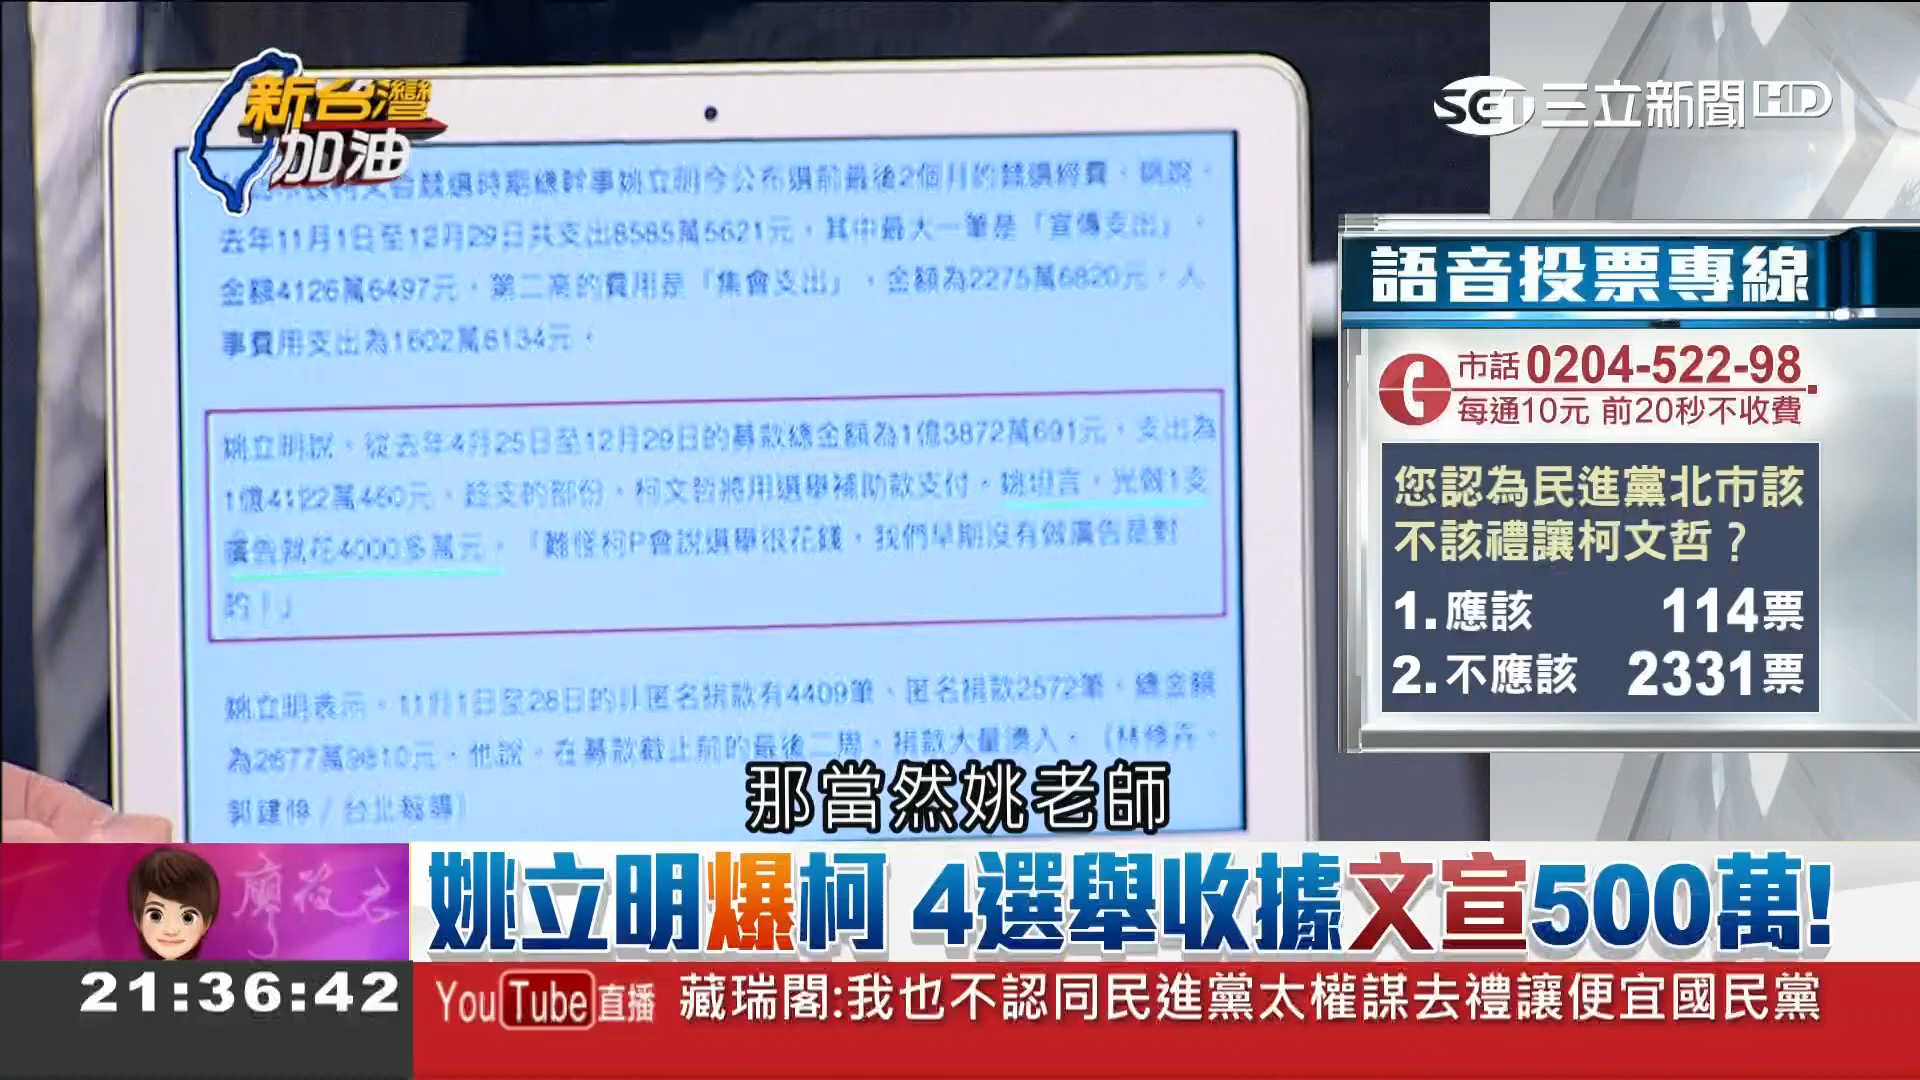 新台灣
加油
SET三立新聞HD
去年11月1日至12月29日共支出8585萬5621元，其中最大一筆是「宣傳支出」，
金額4126萬6497元，第二高的費用是「集會支出」，金額為2275萬6820元，人
事費用支出為1602萬8134元。
姚立明說，從去年4月25日至12月29日的募款總金額為1億3872萬691元，支出為
1億4122萬460元，超支的部份，柯文哲將用選舉補助款支付。姚坦言，光做1支
廣告就花4000多萬元，「難怪柯P會說選舉很花錢，我們早期沒有做廣告是對
的！」
姚立明表示，11月1日至28日的非匿名捐款有4409筆、匿名捐款2572筆，總金額
為2677萬9810元，他說，在募款截止前的最後二周，捐款大量湧入。
台北報導）
語音投票專線
市話0204-522-98
每通10元 前20秒不收費
您認為民進黨北市該
不該禮讓柯文哲？
1.應該 114票
2.不應該 2331票
那當然姚老師
廖筱君
姚立明爆柯 4選舉收據文宣500萬!
21:36:42
YouTube直播 藏瑞閣:我也不認同民進黨太權謀去禮讓便宜國民黨